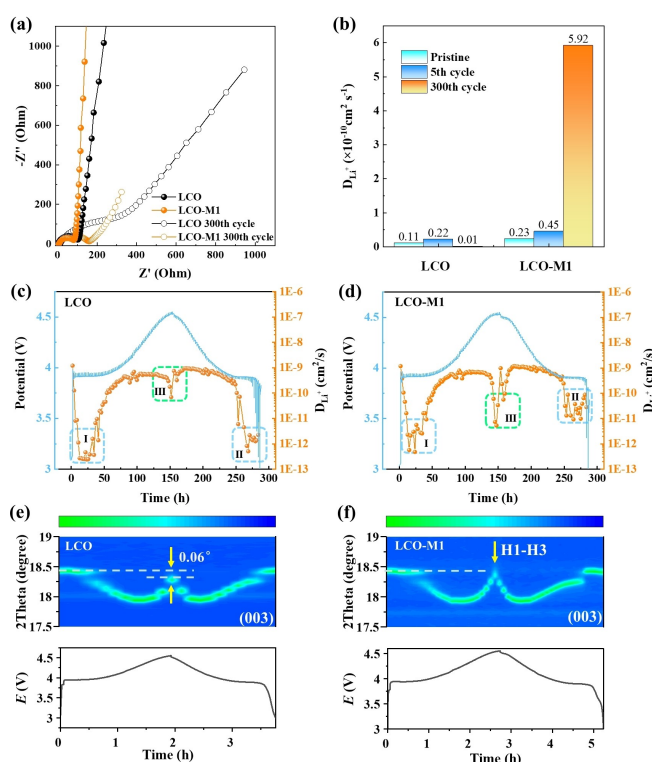 (a)
1000
800
600
400
200
0
-Z'' (Ohm)
LCO
LCO-M1
LCO 300th cycle
LCO-M1 300th cycle
0 200 400 600 800 1000
Z' (Ohm)
(b)
6
5
4
3
2
1
0
D_Li+ (×10^-10 cm² s^-1)
Pristine
5th cycle
300th cycle
5.92
0.11 0.22 0.01
0.23 0.45
LCO LCO-M1
(c)
LCO
4.5
4
3.5
3
Potential (V)
1E-6
1E-7
1E-8
1E-9
1E-10
1E-11
1E-12
1E-13
D_Li+ (cm²/s)
III
I
II
0 50 100 150 200 250 300
Time (h)
(d)
LCO-M1
4.5
4
3.5
3
Potential (V)
1E-6
1E-7
1E-8
1E-9
1E-10
1E-11
1E-12
1E-13
D_Li+ (cm²/s)
II
III
I
0 50 100 150 200 250 300
Time (h)
(e)
LCO
18.5
18
17.5
2Theta (degree)
0.06°
(003)
4.5
4
3.5
3
E (V)
0 1 2 3
Time (h)
(f)
LCO-M1
19
18.5
18
17.5
2Theta (degree)
H1-H3
(003)
4.5
4
3.5
3
E (V)
0 1 2 3 4 5
Time (h)